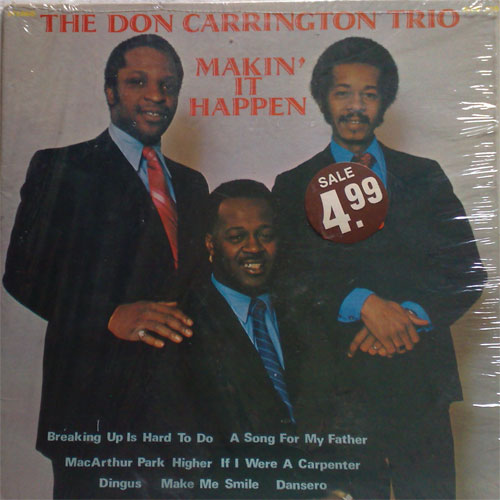 THE DON CARRINGTON TRIO
MAKIN'
IT
HAPPEN
SALE
4.99
Breaking Up Is Hard To Do A Song For My Father
MacArthur Park Higher If I Were A Carpenter
Dingus Make Me Smile Dansero